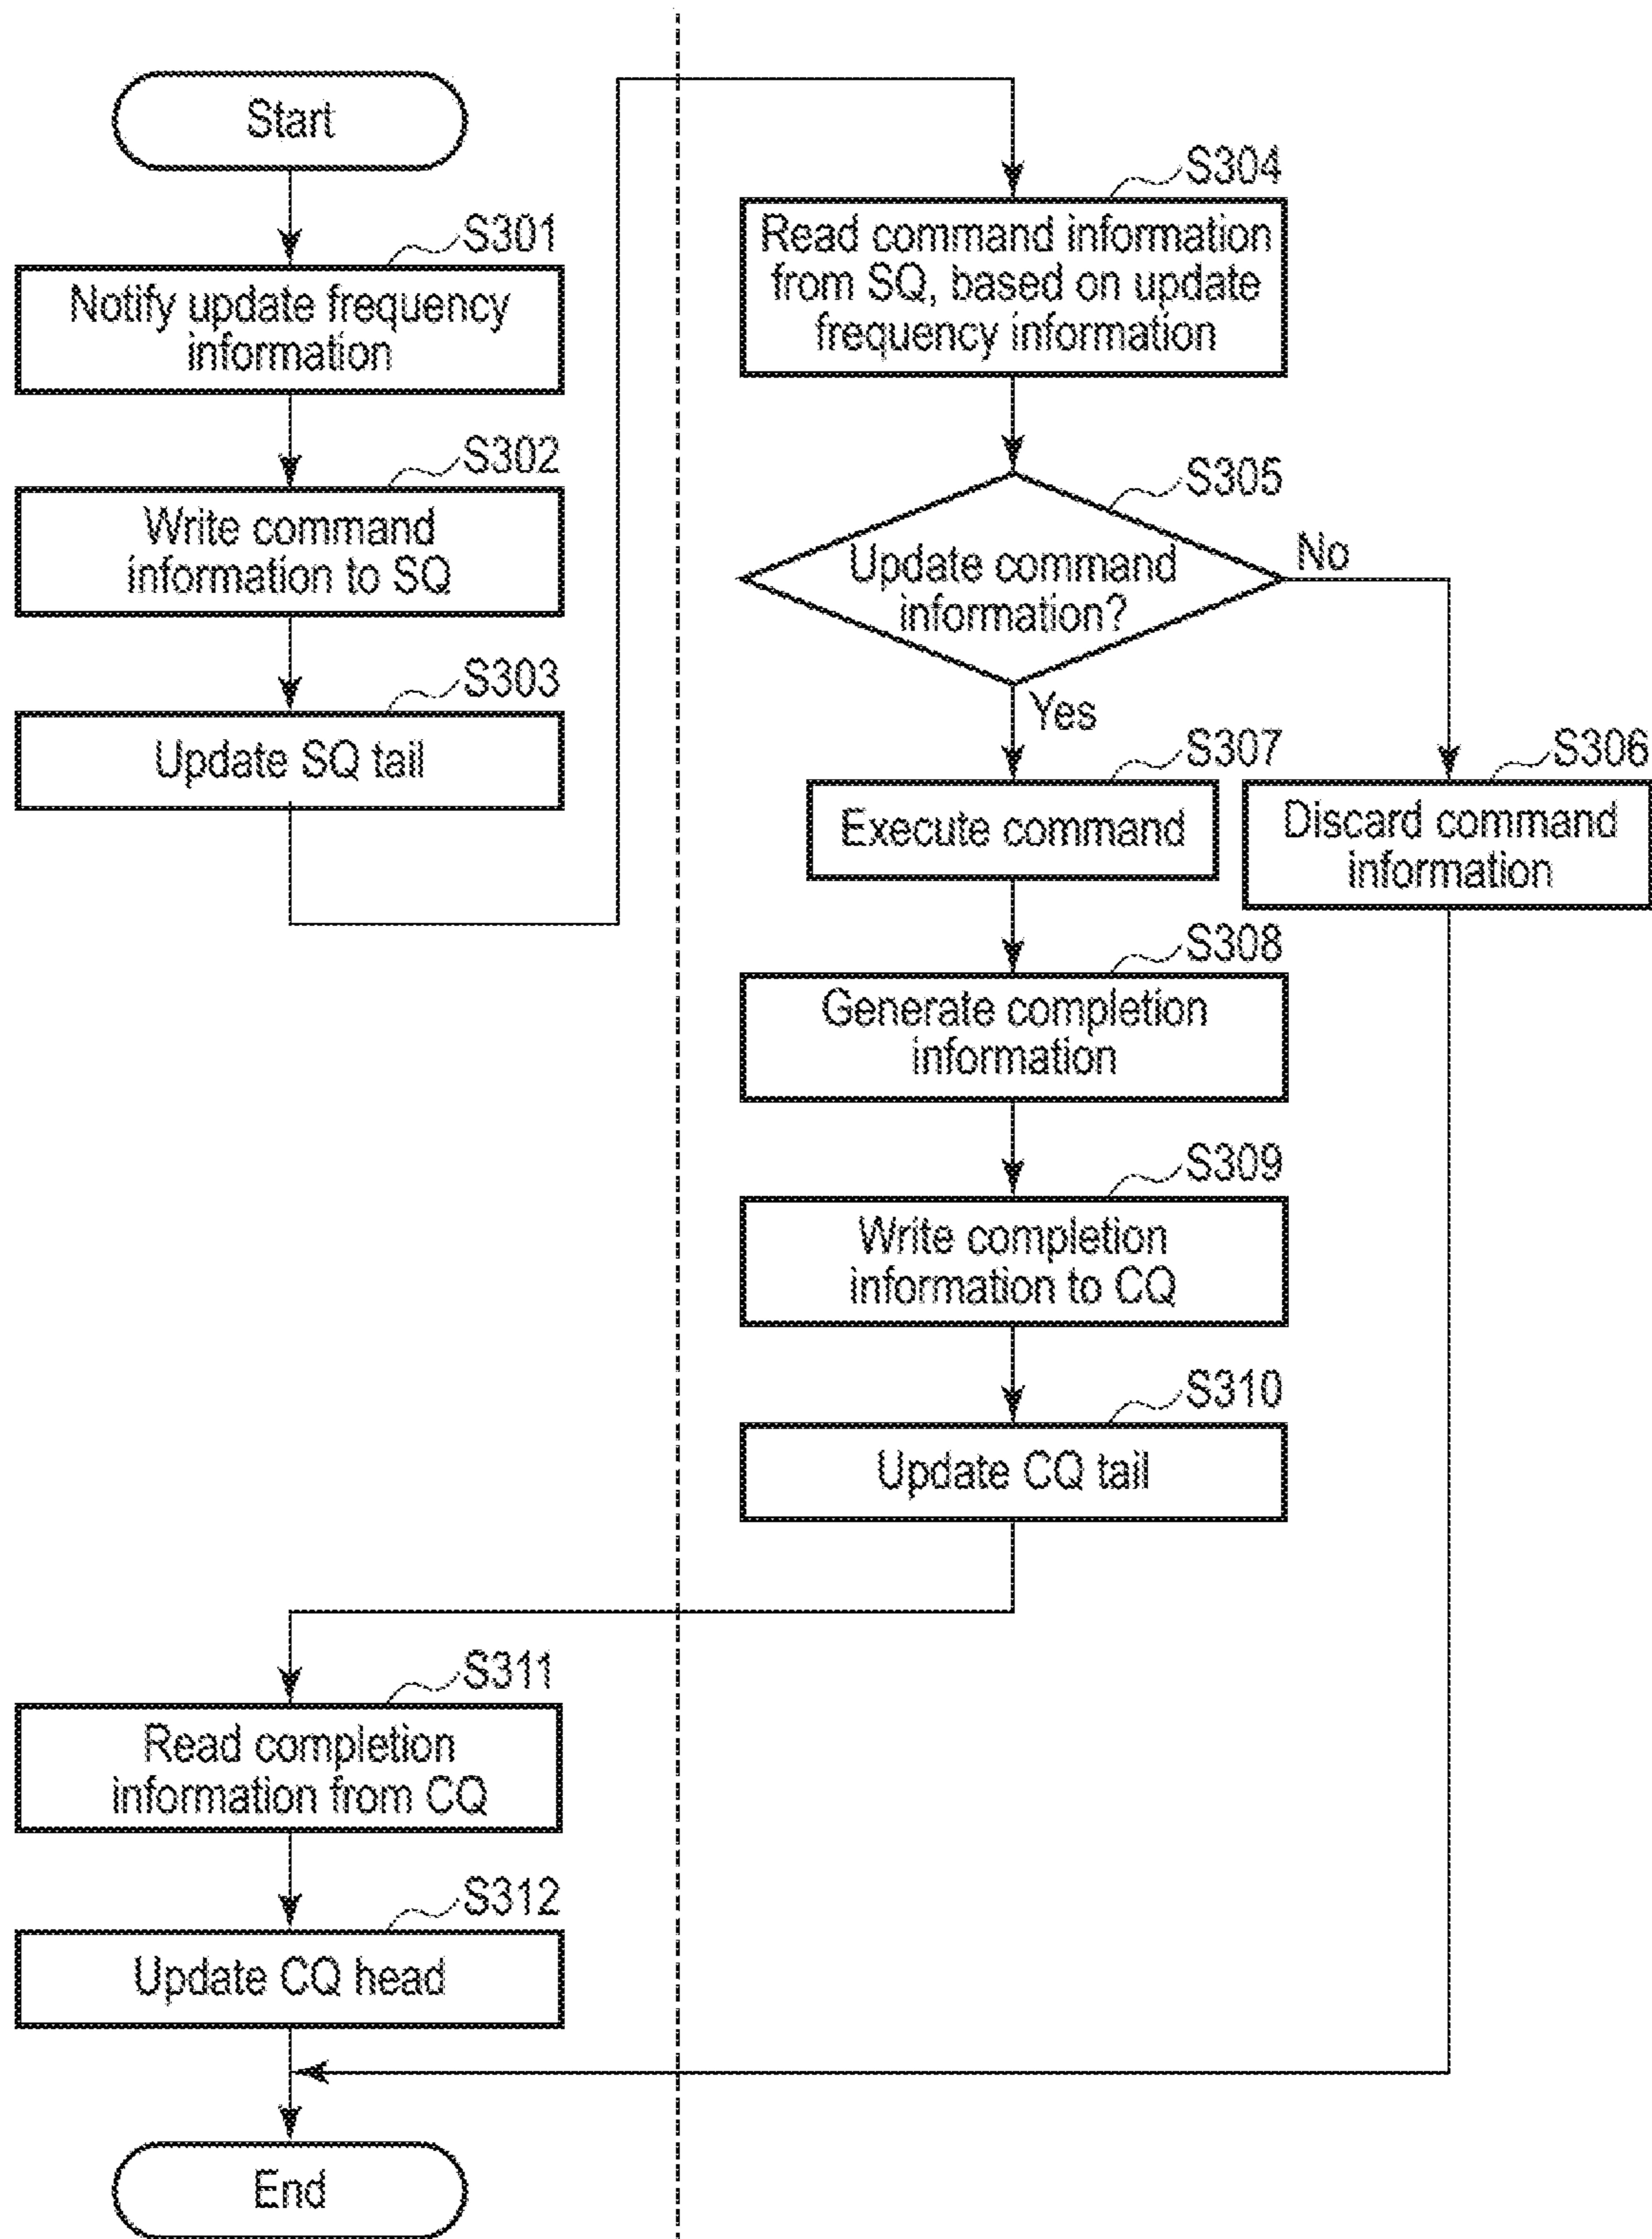 Start
S301
Notify update frequency
information
S302
Write command
information to SQ
S303
Update SQ tail
S304
Read command information
from SQ, based on update
frequency information
S305
Update command
information?
No
Yes
S307
Execute command
S306
Discard command
information
S308
Generate completion
information
S309
Write completion
information to CQ
S310
Update CQ tail
S311
Read completion
information from CQ
S312
Update CQ head
End